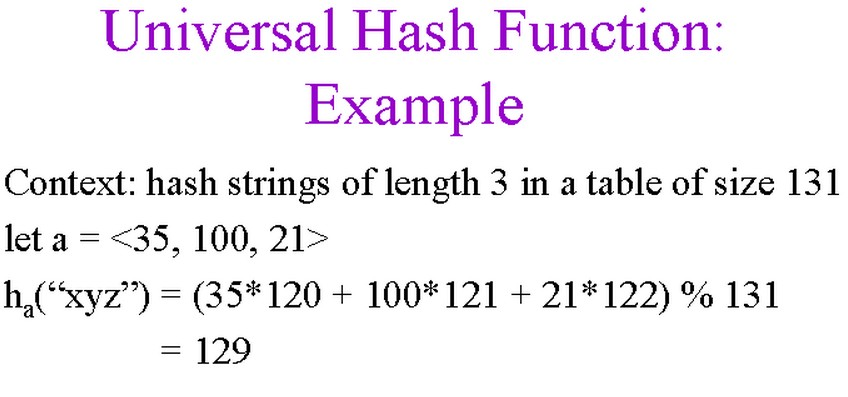 Universal Hash Function:
Example
Context: hash strings of length 3 in a table of size 131
let a = <35, 100, 21>
hₐ(“xyz”) = (35*120 + 100*121 + 21*122) % 131
= 129